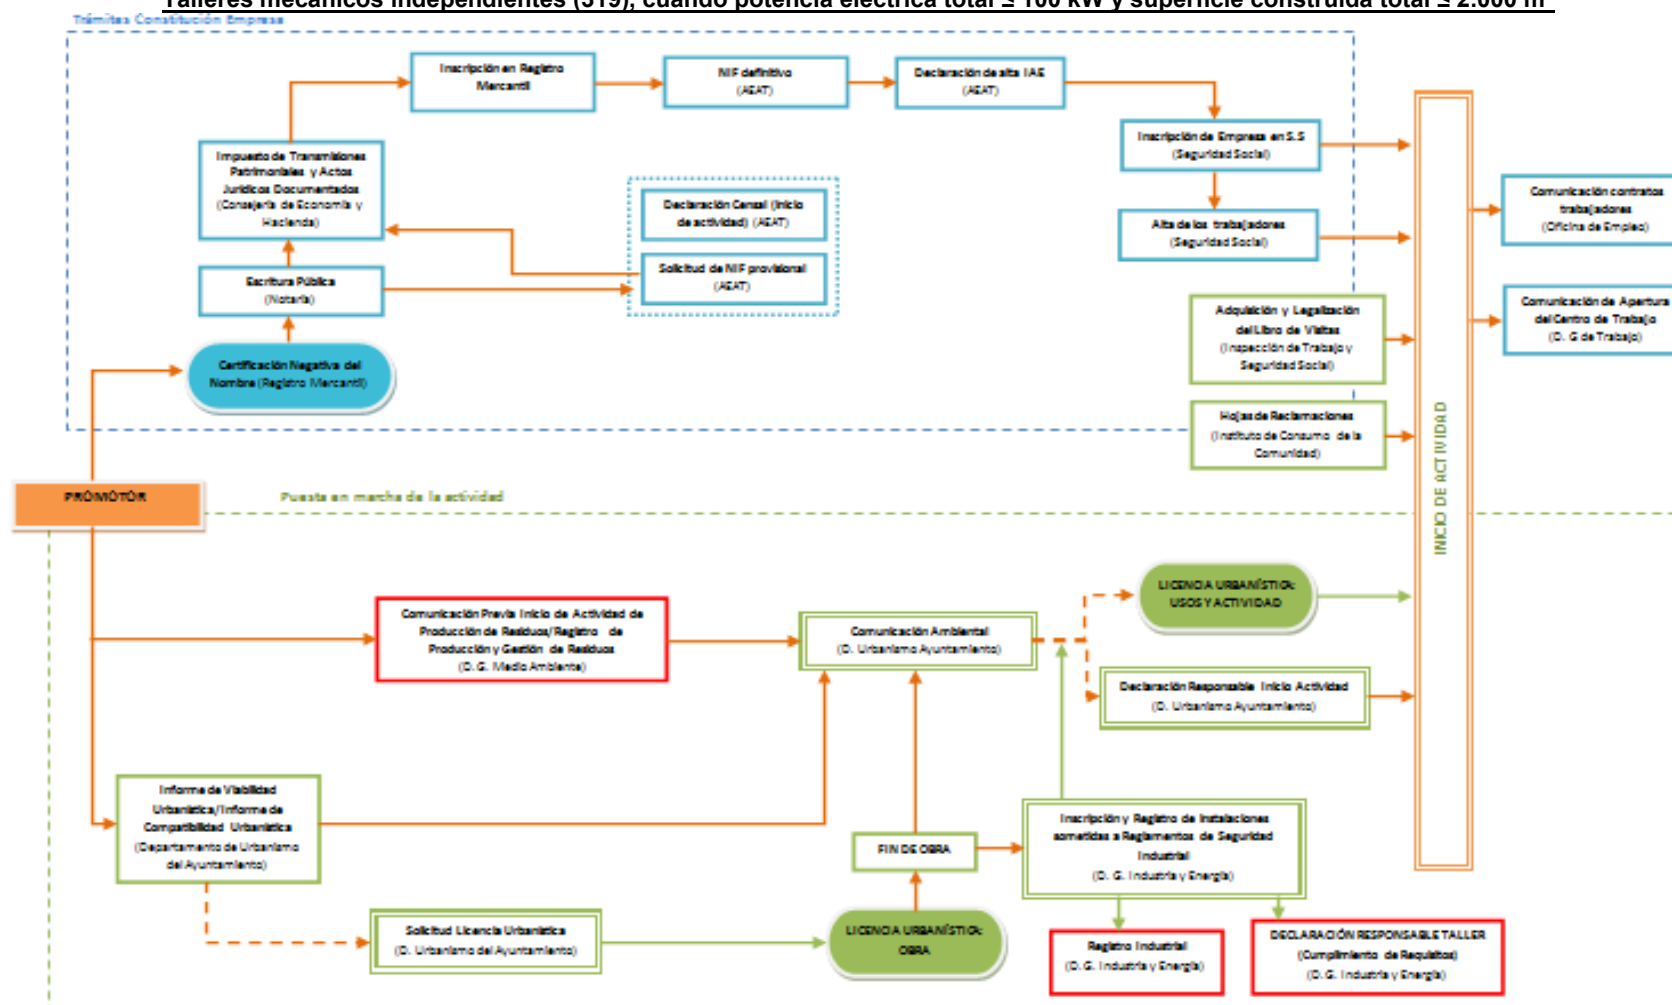 Talleres mecánicos independientes (319), cuando potencia eléctrica total ≤ 100 kW y superficie construida total ≤ 2.000 m²
Trámites Constitución Empresa
Inscripción en Registro
Mercantil
NIF definitivo
(AEAT)
Declaración de alta IAE
(AEAT)
Impuesto de Transmisiones
Patrimoniales y Actos
Jurídicos Documentados
(Consejería de Economía y
Hacienda)
Declaración Censal (Inicio
de actividad) (AEAT)
Solicitud de NIF provisional
(AEAT)
Escritura Pública
(Notaría)
Certificación Negativa del
Nombre (Registro Mercantil)
Inscripción de Empresa en S.S
(Seguridad Social)
Alta de los trabajadores
(Seguridad Social)
Adquisición y Legalización
del Libro de Visitas
(Inspección de Trabajo y
Seguridad Social)
Hojas de Reclamaciones
(Instituto de Consumo de la
Comunidad)
Comunicación contratos
trabajadores
(Oficina de Empleo)
Comunicación de Apertura
del Centro de Trabajo
(D. G de Trabajo)
INICIO DE ACTIVIDAD
PROMOTOR
Puesta en marcha de la actividad
Comunicación Previa Inicio de Actividad de
Producción de Residuos/Registro de
Producción y Gestión de Residuos
(D. G. Medio Ambiente)
Comunicación Ambiental
(D. Urbanismo Ayuntamiento)
LICENCIA URBANÍSTICA:
USOS Y ACTIVIDAD
Declaración Responsable Inicio Actividad
(D. Urbanismo Ayuntamiento)
Informe de Viabilidad
Urbanística/Informe de
Compatibilidad Urbanística
(Departamento de Urbanismo
del Ayuntamiento)
Solicitud Licencia Urbanística
(D. Urbanismo del Ayuntamiento)
LICENCIA URBANÍSTICA:
OBRA
FIN DE OBRA
Inscripción y Registro de Instalaciones
sometidas a Reglamentos de Seguridad
Industrial
(D. G. Industria y Energía)
Registro Industrial
(D. G. Industria y Energía)
DECLARACIÓN RESPONSABLE TALLER
(Cumplimiento de Requisitos)
(D. G. Industria y Energía)